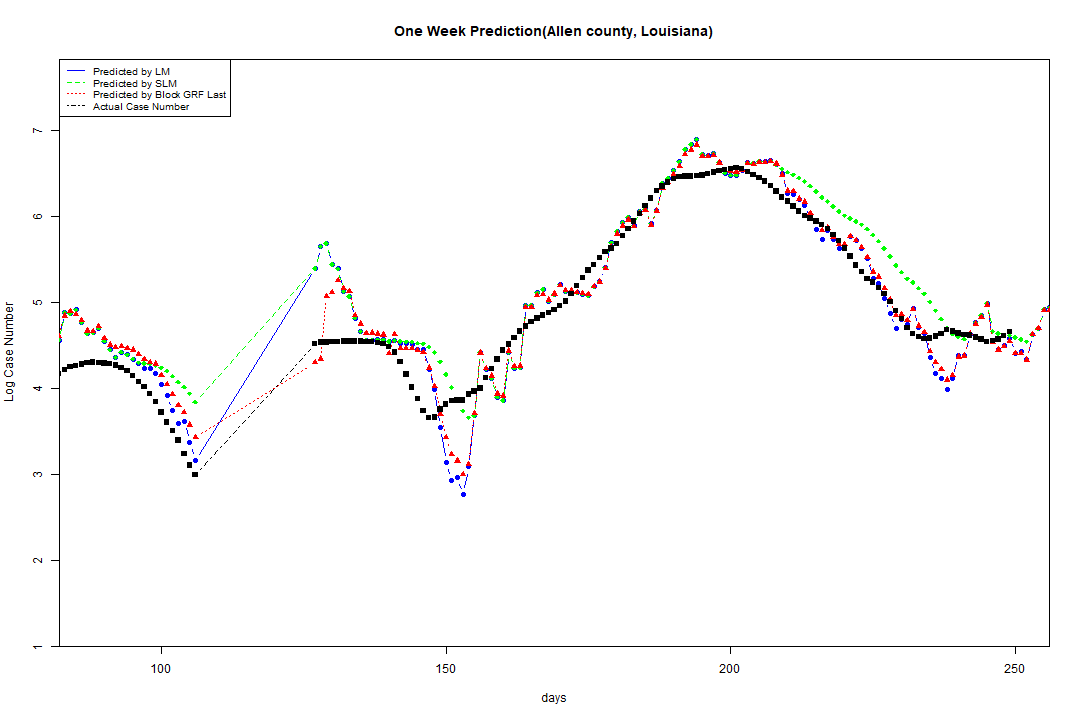 One Week Prediction(Allen county, Louisiana)
Predicted by LM
Predicted by SLM
Predicted by Block GRF Last
Actual Case Number
Log Case Number
7
6
5
4
3
2
1
100 150 200 250
days